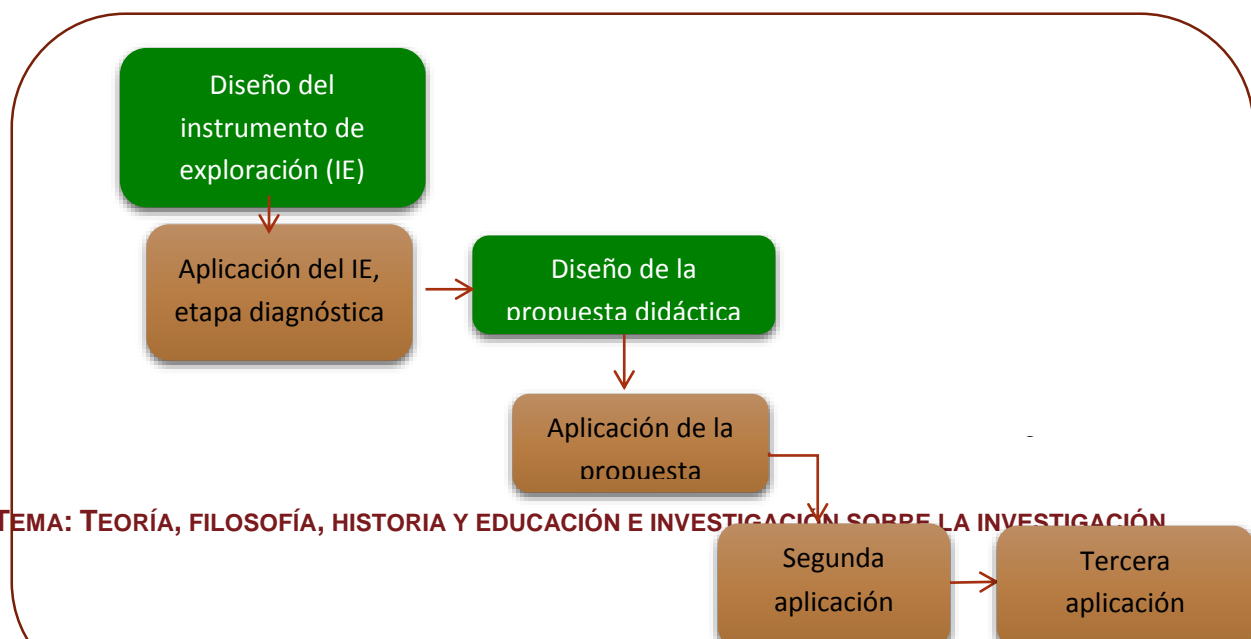 Diseño del
instrumento de
exploración (IE)
Aplicación del IE,
etapa diagnóstica
Diseño de la
propuesta didáctica
Aplicación de la
propuesta
TEMA: TEORÍA, FILOSOFÍA, HISTORIA Y EDUCACIÓN E INVESTIGACIÓN SOBRE LA INVESTIGACIÓN
Segunda
aplicación
Tercera
aplicación